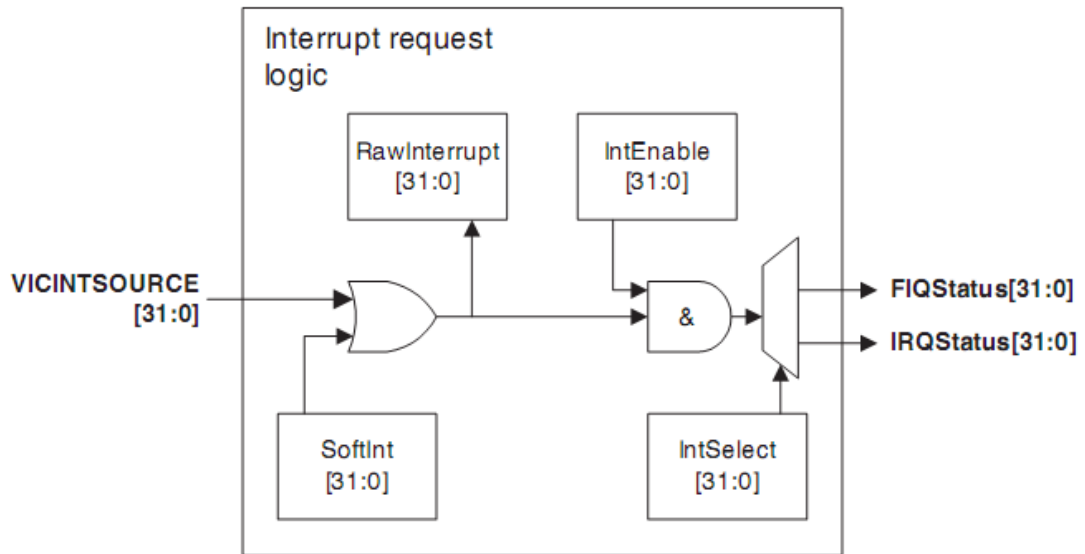 Interrupt request
logic
RawInterrupt
[31:0]
IntEnable
[31:0]
VICINTSOURCE
[31:0]
&
FIQStatus[31:0]
IRQStatus[31:0]
SoftInt
[31:0]
IntSelect
[31:0]